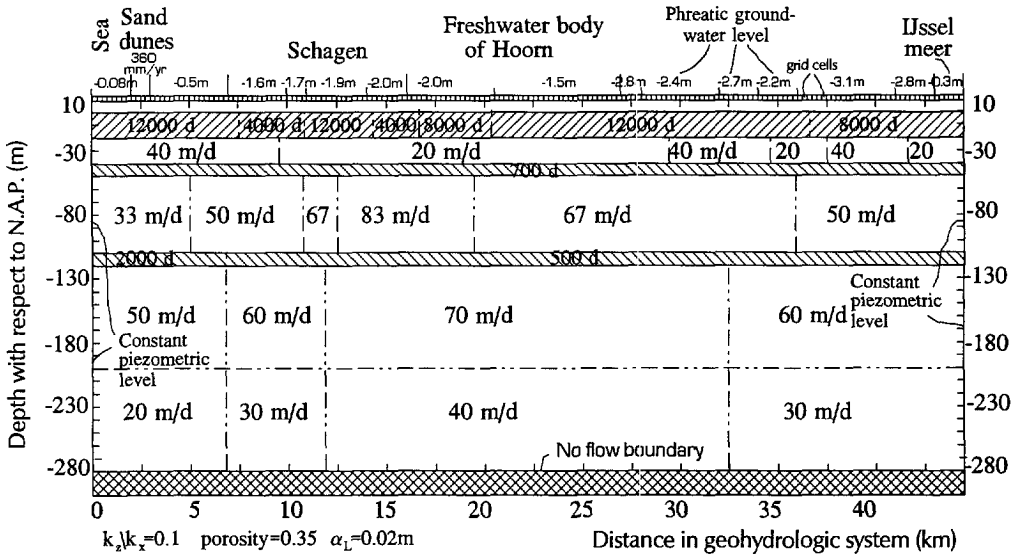 Sea
Sand dunes
360 mm/yr
Schagen
Freshwater body of Hoorn
Phreatic ground-water level
grid cells
IJssel meer
-0.08m -0.5m -1.6m -1.7m -1.9m -2.0m -2.0m -1.5m -2.8m -2.4m -2.7m -2.2m -3.1m -2.8m -0.3m
10 10
12000 d 4000 d 12000 4000 8000 d 12000 d 8000 d
-30 40 m/d 20 m/d 40 m/d 20 40 20 -30
700 d
-80 33 m/d 50 m/d 67 83 m/d 67 m/d 50 m/d -80
2000 d 500 d
-130 -130
50 m/d 60 m/d 70 m/d 60 m/d
Constant piezometric level
-180 -180
Constant piezometric level
-230 20 m/d 30 m/d 40 m/d 30 m/d -230
No flow boundary
-280 -280
0 5 10 15 20 25 30 35 40
Depth with respect to N.A.P. (m)
k_z\k_x=0.1 porosity=0.35 α_L=0.02m
Distance in geohydrologic system (km)